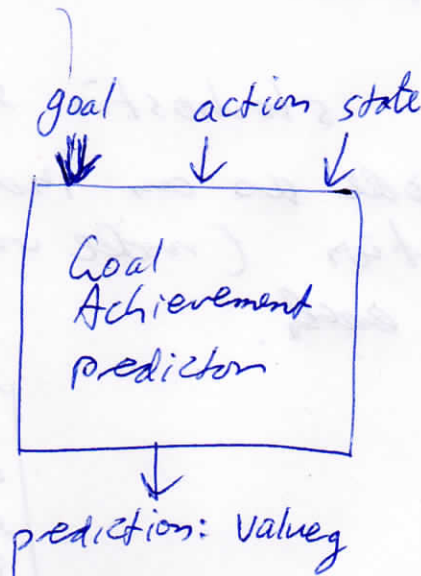 goal action state
Goal
Achievement
predictor
prediction: valueg